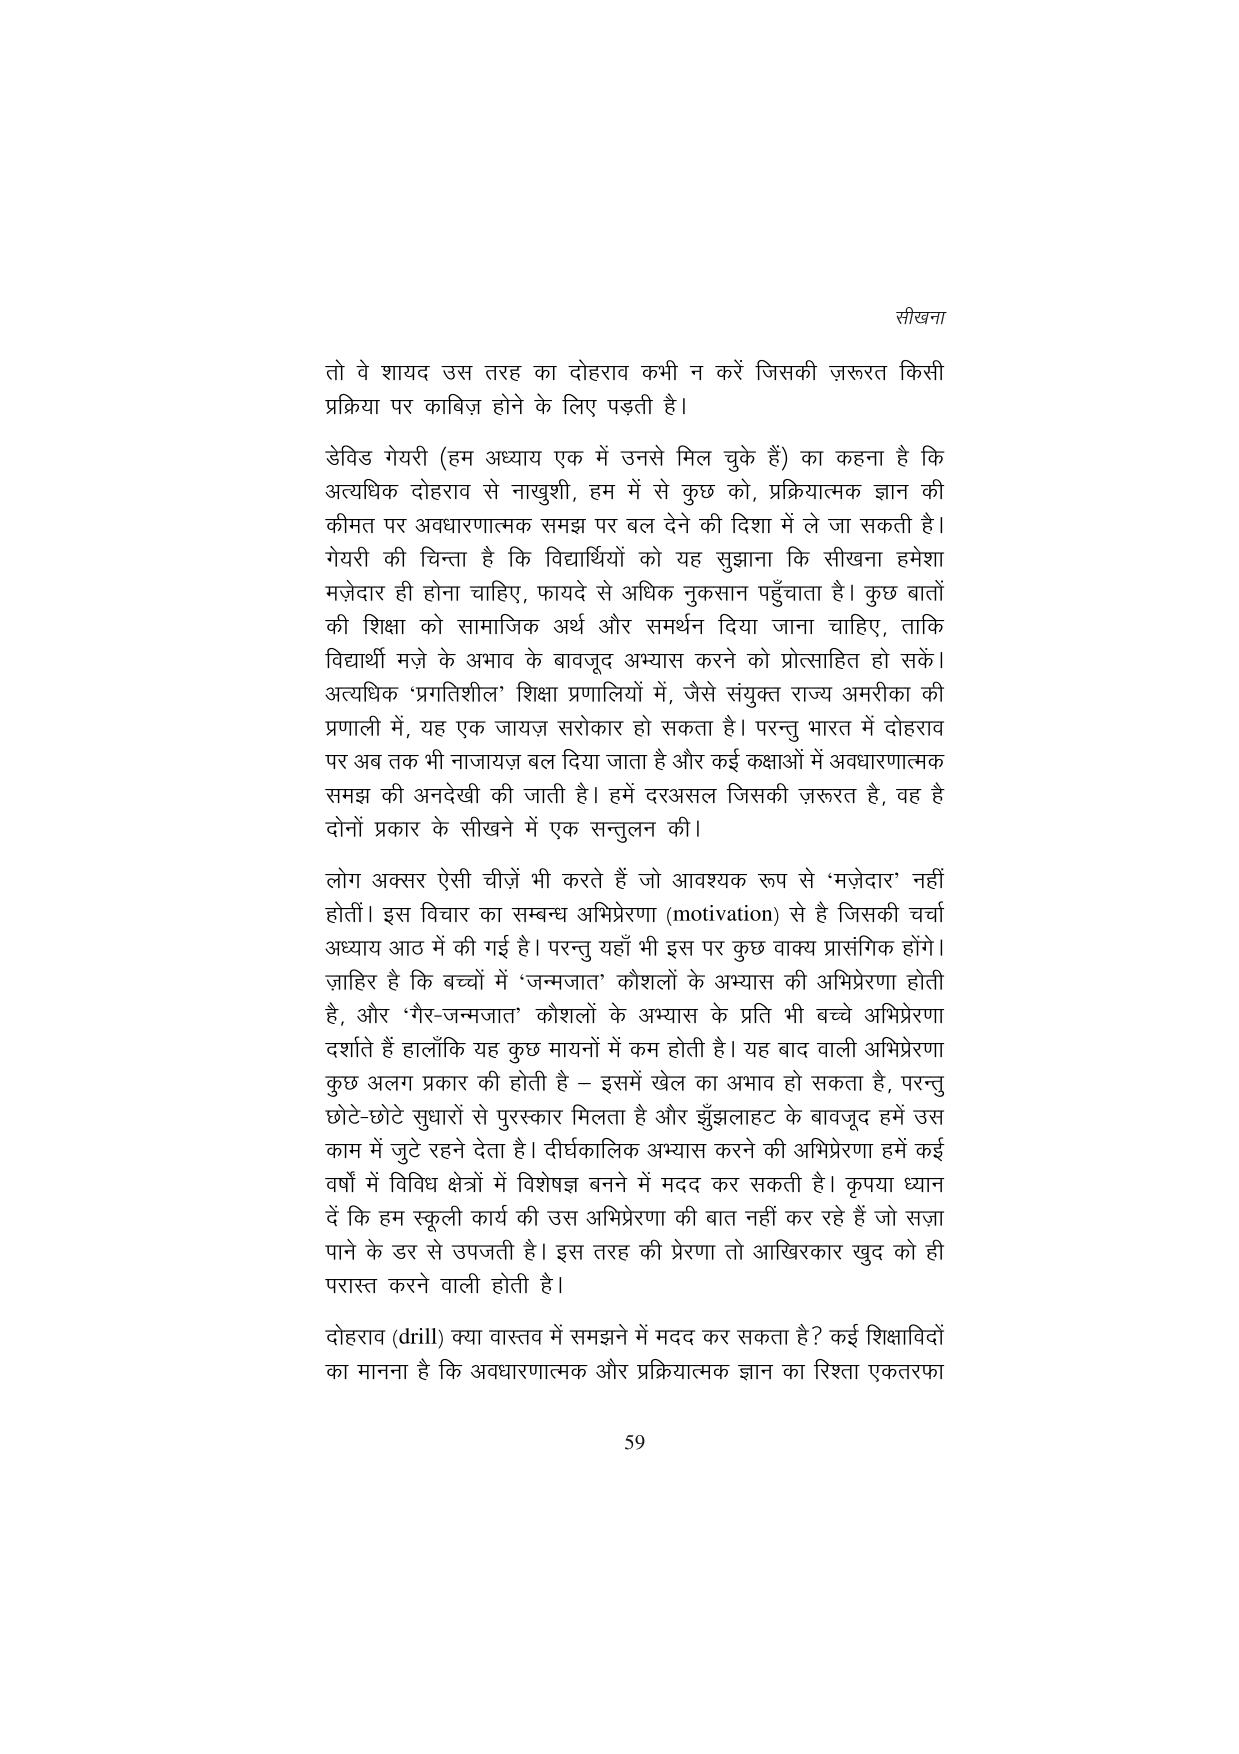 सीखना
तो वे शायद उस तरह का दोहराव कभी न करें जिसकी ज़रूरत किसी
प्रक्रिया पर काबिज़ होने के लिए पड़ती है।
डेविड गेयरी (हम अध्याय एक में उनसे मिल चुके हैं) का कहना है कि
अत्यधिक दोहराव से नाखुशी, हम में से कुछ को, प्रक्रियात्मक ज्ञान की
कीमत पर अवधारणात्मक समझ पर बल देने की दिशा में ले जा सकती है।
गेयरी की चिन्ता है कि विद्यार्थियों को यह सुझाना कि सीखना हमेशा
मज़ेदार ही होना चाहिए, फायदे से अधिक नुकसान पहुँचाता है। कुछ बातों
की शिक्षा को सामाजिक अर्थ और समर्थन दिया जाना चाहिए, ताकि
विद्यार्थी मज़े के अभाव के बावजूद अभ्यास करने को प्रोत्साहित हो सकें।
अत्यधिक ‘प्रगतिशील’ शिक्षा प्रणालियों में, जैसे संयुक्त राज्य अमरीका की
प्रणाली में, यह एक जायज़ सरोकार हो सकता है। परन्तु भारत में दोहराव
पर अब तक भी नाजायज़ बल दिया जाता है और कई कक्षाओं में अवधारणात्मक
समझ की अनदेखी की जाती है। हमें दरअसल जिसकी ज़रूरत है, वह है
दोनों प्रकार के सीखने में एक सन्तुलन की।
लोग अक्सर ऐसी चीज़ें भी करते हैं जो आवश्यक रूप से ‘मज़ेदार’ नहीं
होतीं। इस विचार का सम्बन्ध अभिप्रेरणा (motivation) से है जिसकी चर्चा
अध्याय आठ में की गई है। परन्तु यहाँ भी इस पर कुछ वाक्य प्रासंगिक होंगे।
ज़ाहिर है कि बच्चों में ‘जन्मजात’ कौशलों के अभ्यास की अभिप्रेरणा होती
है, और ‘गैर-जन्मजात’ कौशलों के अभ्यास के प्रति भी बच्चे अभिप्रेरणा
दर्शाते हैं हालाँकि यह कुछ मायनों में कम होती है। यह बाद वाली अभिप्रेरणा
कुछ अलग प्रकार की होती है – इसमें खेल का अभाव हो सकता है, परन्तु
छोटे-छोटे सुधारों से पुरस्कार मिलता है और झुँझलाहट के बावजूद हमें उस
काम में जुटे रहने देता है। दीर्घकालिक अभ्यास करने की अभिप्रेरणा हमें कई
वर्षों में विविध क्षेत्रों में विशेषज्ञ बनने में मदद कर सकती है। कृपया ध्यान
दें कि हम स्कूली कार्य की उस अभिप्रेरणा की बात नहीं कर रहे हैं जो सज़ा
पाने के डर से उपजती है। इस तरह की प्रेरणा तो आखिरकार खुद को ही
परास्त करने वाली होती है।
दोहराव (drill) क्या वास्तव में समझने में मदद कर सकता है? कई शिक्षाविदों
का मानना है कि अवधारणात्मक और प्रक्रियात्मक ज्ञान का रिश्ता एकतरफा
59